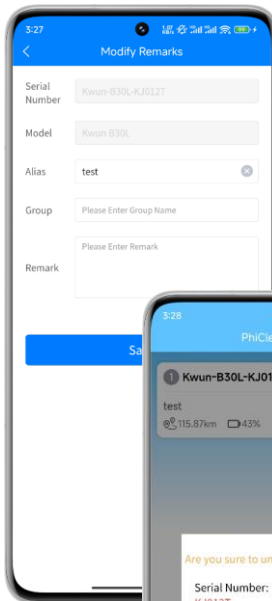 3:27
Modify Remarks
Serial
Number
Kwun-B30L-KJ012T
Model
Kwun B30L
Alias
test
Group
Please Enter Group Name
Please Enter Remark
Remark
Sa
3:28
PhiCle
1 Kwun-B30L-KJ01
test
115.87km 43%
Are you sure to un
Serial Number:
KJ012T